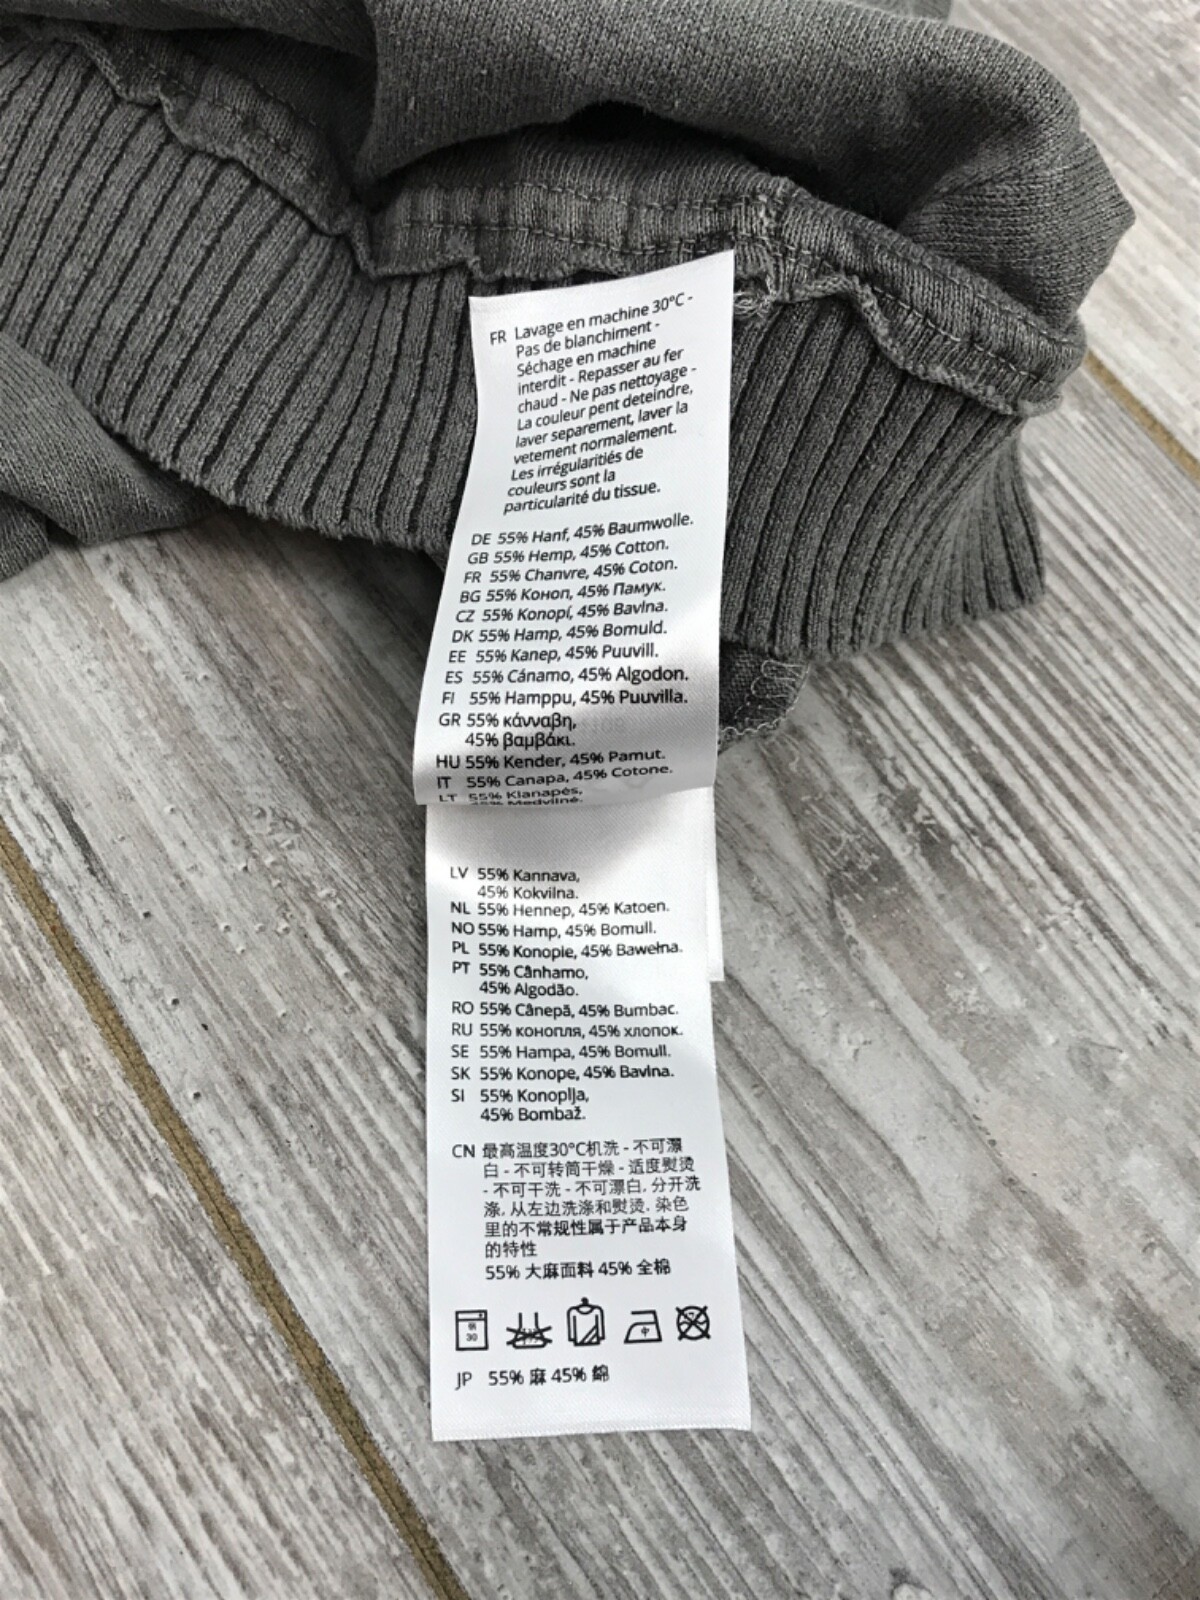 FR Lavage en machine 30°C -
Pas de blanchiment -
Séchage en machine
interdit - Repasser au fer
chaud - Ne pas nettoyage -
La couleur pent deteindre,
laver separement, laver la
vetement normalement.
Les irrégularitiés de
couleurs sont la
particularité du tissue.
DE 55% Hanf, 45% Baumwolle.
GB 55% Hemp, 45% Cotton.
FR 55% Chanvre, 45% Coton.
BG 55% Коноп, 45% Памук.
CZ 55% Konopí, 45% Bavlna.
DK 55% Hamp, 45% Bomuld.
EE 55% Kanep, 45% Puuvill.
ES 55% Cánamo, 45% Algodon.
FI 55% Hamppu, 45% Puuvilla.
GR 55% κάνναβη,
45% βαμβάκι.
HU 55% Kender, 45% Pamut.
IT 55% Canapa, 45% Cotone.
LT 55% Kianapės,
45% Medvilnė.
LV 55% Kannava,
45% Kokvilna.
NL 55% Hennep, 45% Katoen.
NO 55% Hamp, 45% Bomull.
PL 55% Konopie, 45% Bawełna.
PT 55% Cânhamo,
45% Algodão.
RO 55% Cânepă, 45% Bumbac.
RU 55% конопля, 45% хлопок.
SE 55% Hampa, 45% Bomull.
SK 55% Konope, 45% Bavlna.
SI 55% Konoplja,
45% Bombaž.
CN 最高温度30°C机洗 - 不可漂
白 - 不可转筒干燥 - 适度熨烫
- 不可干洗 - 不可漂白, 分开洗
涤, 从左边洗涤和熨烫. 染色
里的不常规性属于产品本身
的特性
55% 大麻面料 45% 全棉
30
中
JP 55% 麻 45% 綿